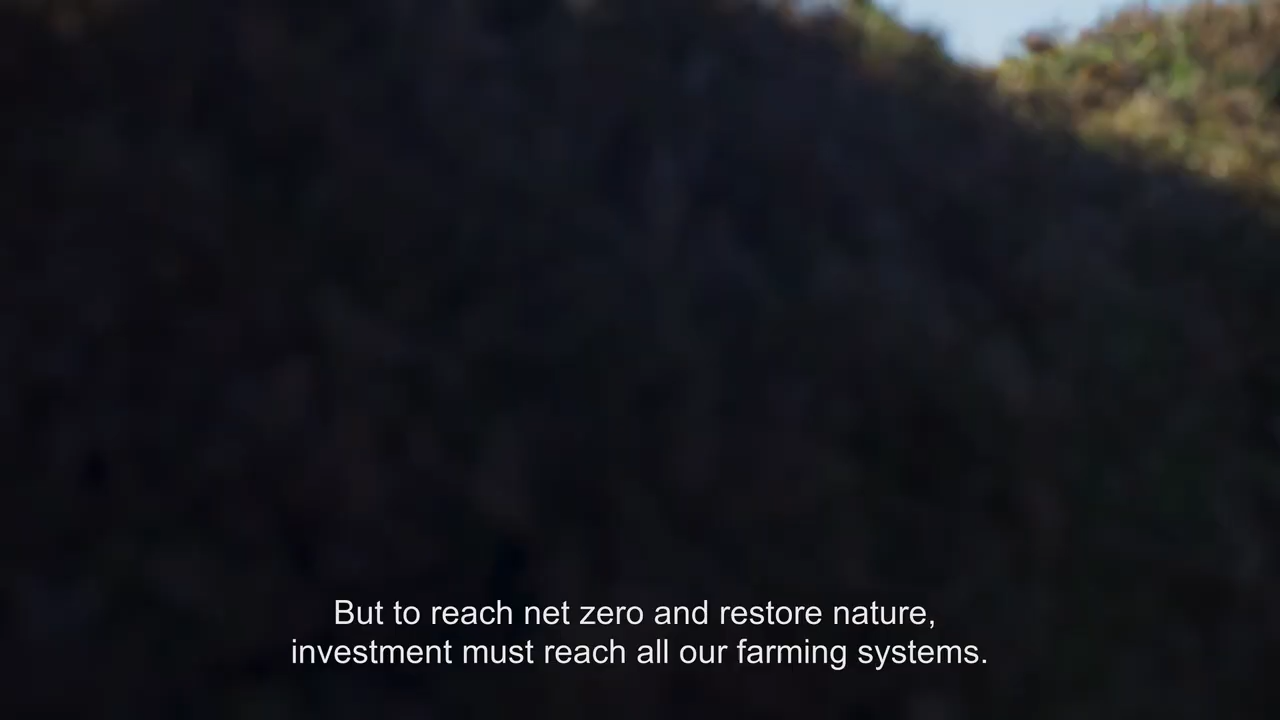 But to reach net zero and restore nature,
investment must reach all our farming systems.